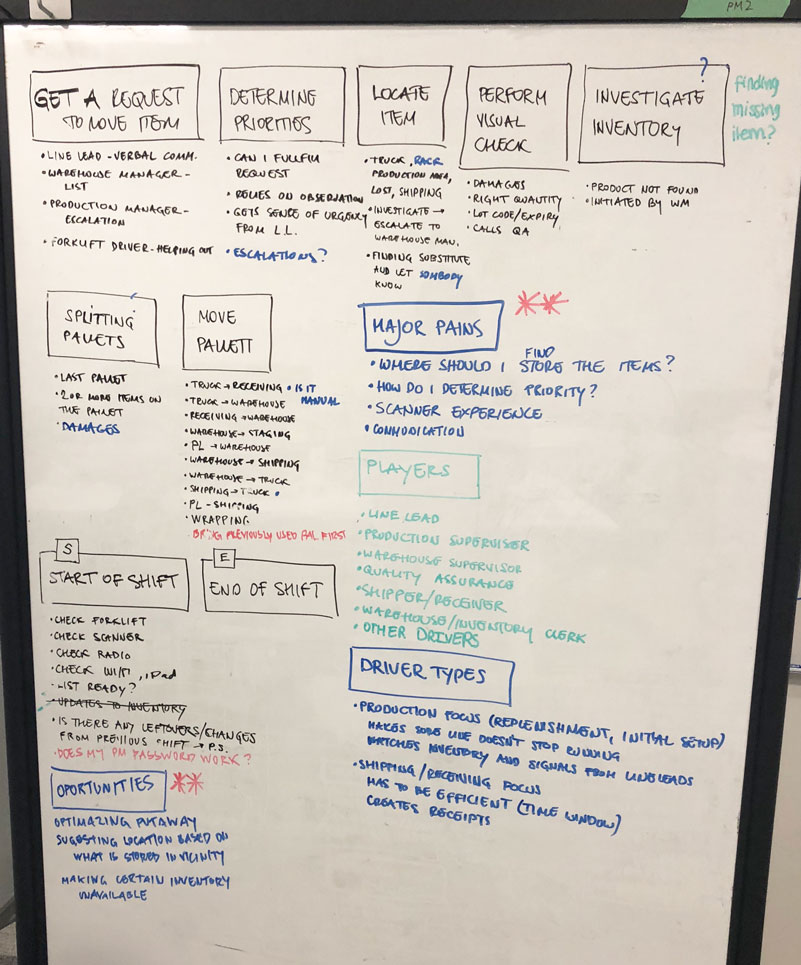 PM2
GET A REQUEST
TO MOVE ITEM
• LINE LEAD - VERBAL COMM.
• WAREHOUSE MANAGER -
LIST
• PRODUCTION MANAGER -
ESCALATION
• FORKLIFT DRIVER - HELPING OUT
DETERMINE
PRIORITIES
• CAN I FULLFILL
REQUEST
• RELIES ON OBSERVATION
• GETS SENSE OF URGENCY
FROM L.L.
• ESCALATIONS?
LOCATE
ITEM
• TRUCK, RACK
PRODUCTION AREA,
LOST, SHIPPING
• INVESTIGATE →
ESCALATE TO
WAREHOUSE MAN.
• FINDING SUBSTITUTE
AND LET SOMBODY
KNOW
PERFORM
VISUAL
CHECK
• DAMAGES
• RIGHT QUANTITY
• LOT CODE/EXPIRY
• CALLS QA
?
INVESTIGATE
INVENTORY
• PRODUCT NOT FOUND
• INITIATED BY WM
finding
missing
item?
SPLITTING
PALLETS
• LAST PALLET
• 2 OR MORE ITEMS ON
THE PALLET
• DAMAGES
MOVE
PALLETT
• TRUCK → RECEIVING • IS IT
• TRUCK → WAREHOUSE MANUAL
• RECEIVING → WAREHOUSE
• WAREHOUSE → STAGING
• PL → WAREHOUSE
• WAREHOUSE → SHIPPING
• WAREHOUSE → TRUCK
• SHIPPING → TRUCK •
• PL - SHIPPING
• WRAPPING
PREVIOUSLY USED PAL FIRST
**
MAJOR PAINS
FIND
• WHERE SHOULD I STORE THE ITEMS?
• HOW DO I DETERMINE PRIORITY?
• SCANNER EXPERIENCE
• COMMUDICATION
PLAYERS
• LINE LEAD
• PRODUCTION SUPERVISER
• WAREHOUSE SUPERVISOR
• QUALITY ASSURANCE
• SHIPPER/RECEIVER
• WAREHOUSE/INVENTORY CLERK
• OTHER DRIVERS
S
START OF SHIFT
• CHECK FORKLIFT
• CHECK SCANNER
• CHECK RADIO
• CHECK WIFI, iPad
• LIST READY?
• UPDATES TO INVENTORY
• IS THERE ANY LEFTOVERS/CHANGES
FROM PREVIOUS SHIFT → P.S.
• DOES MY PM PASSWORD WORK?
E
END OF SHIFT
DRIVER TYPES
• PRODUCTION FOCUS (REPLENISHMENT, INITIAL SETUP)
MAKES SURE LINE DOESN'T STOP RUNNING
WATCHES INVENTORY AND SIGNALS FROM LINE LEADS
• SHIPPING/RECEIVING FOCUS
HAS TO BE EFFICIENT (TIME WINDOW)
CREATES RECEIPTS
OPORTUNITIES **
OPTIMAZING PUTAWAY
SUGGESTING LOCATION BASED ON
WHAT IS STORED IN VICINITY
MAKING CERTAIN INVENTORY
UNAVAILABLE